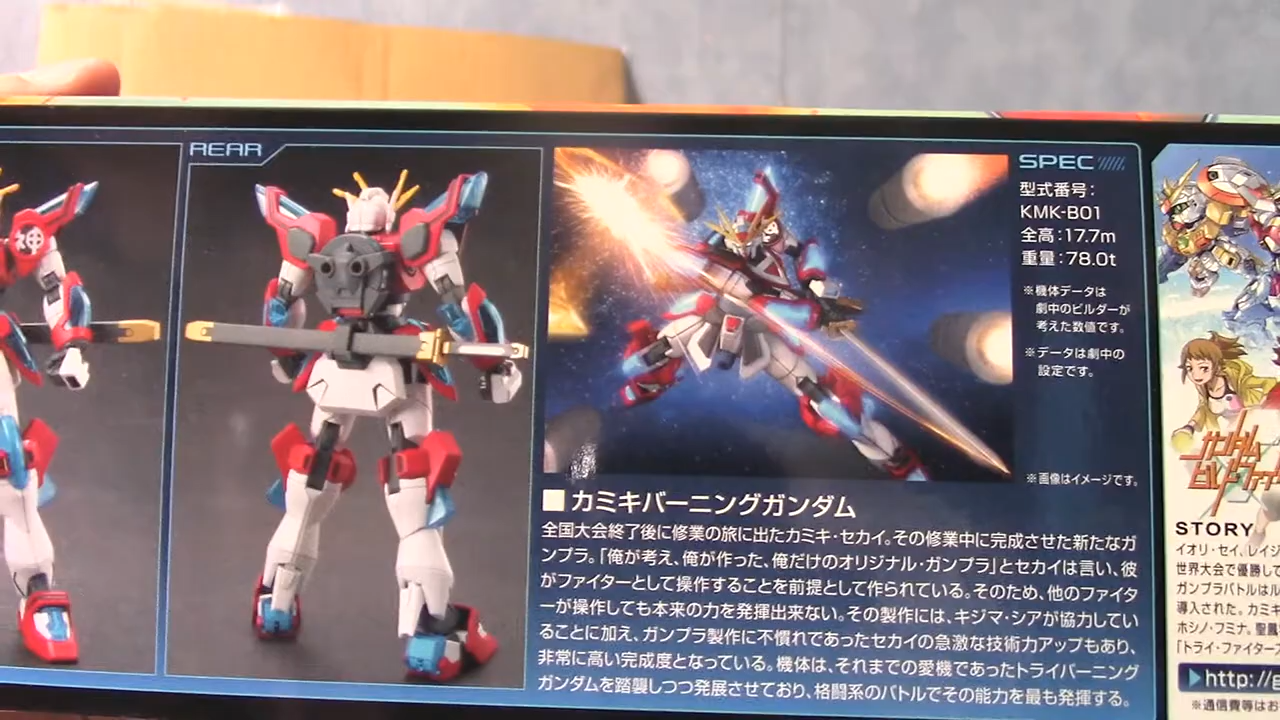 REAR
神
SPEC
型式番号:
KMK-B01
全高:17.7m
重量:78.0t
※機体データは
劇中のビルダーが
考えた数値です。
※データは劇中の
設定です。
※画像はイメージです。
■カミキバーニングガンダム
全国大会終了後に修業の旅に出たカミキ・セカイ。その修業中に完成させた新たなガ
ンプラ。「俺が考え、俺が作った、俺だけのオリジナル・ガンプラ」とセカイは言い、彼
がファイターとして操作することを前提として作られている。そのため、他のファイタ
ーが操作しても本来の力を発揮出来ない。その製作には、キジマ・シアが協力してい
ることに加え、ガンプラ製作に不慣れであったセカイの急激な技術力アップもあり、
非常に高い完成度となっている。機体は、それまでの愛機であったトライバーニング
ガンダムを踏襲しつつ発展させており、格闘系のバトルでその能力を最も発揮する。
ガンダム
ビルドファイ
STORY
イオリ・セイ、レイジ
世界大会で優勝して
ガンプラバトルはル
導入された。カミキ
ホシノ・フミナ。聖鳳
「トライ・ファイターズ
http://g
※通信費等はお